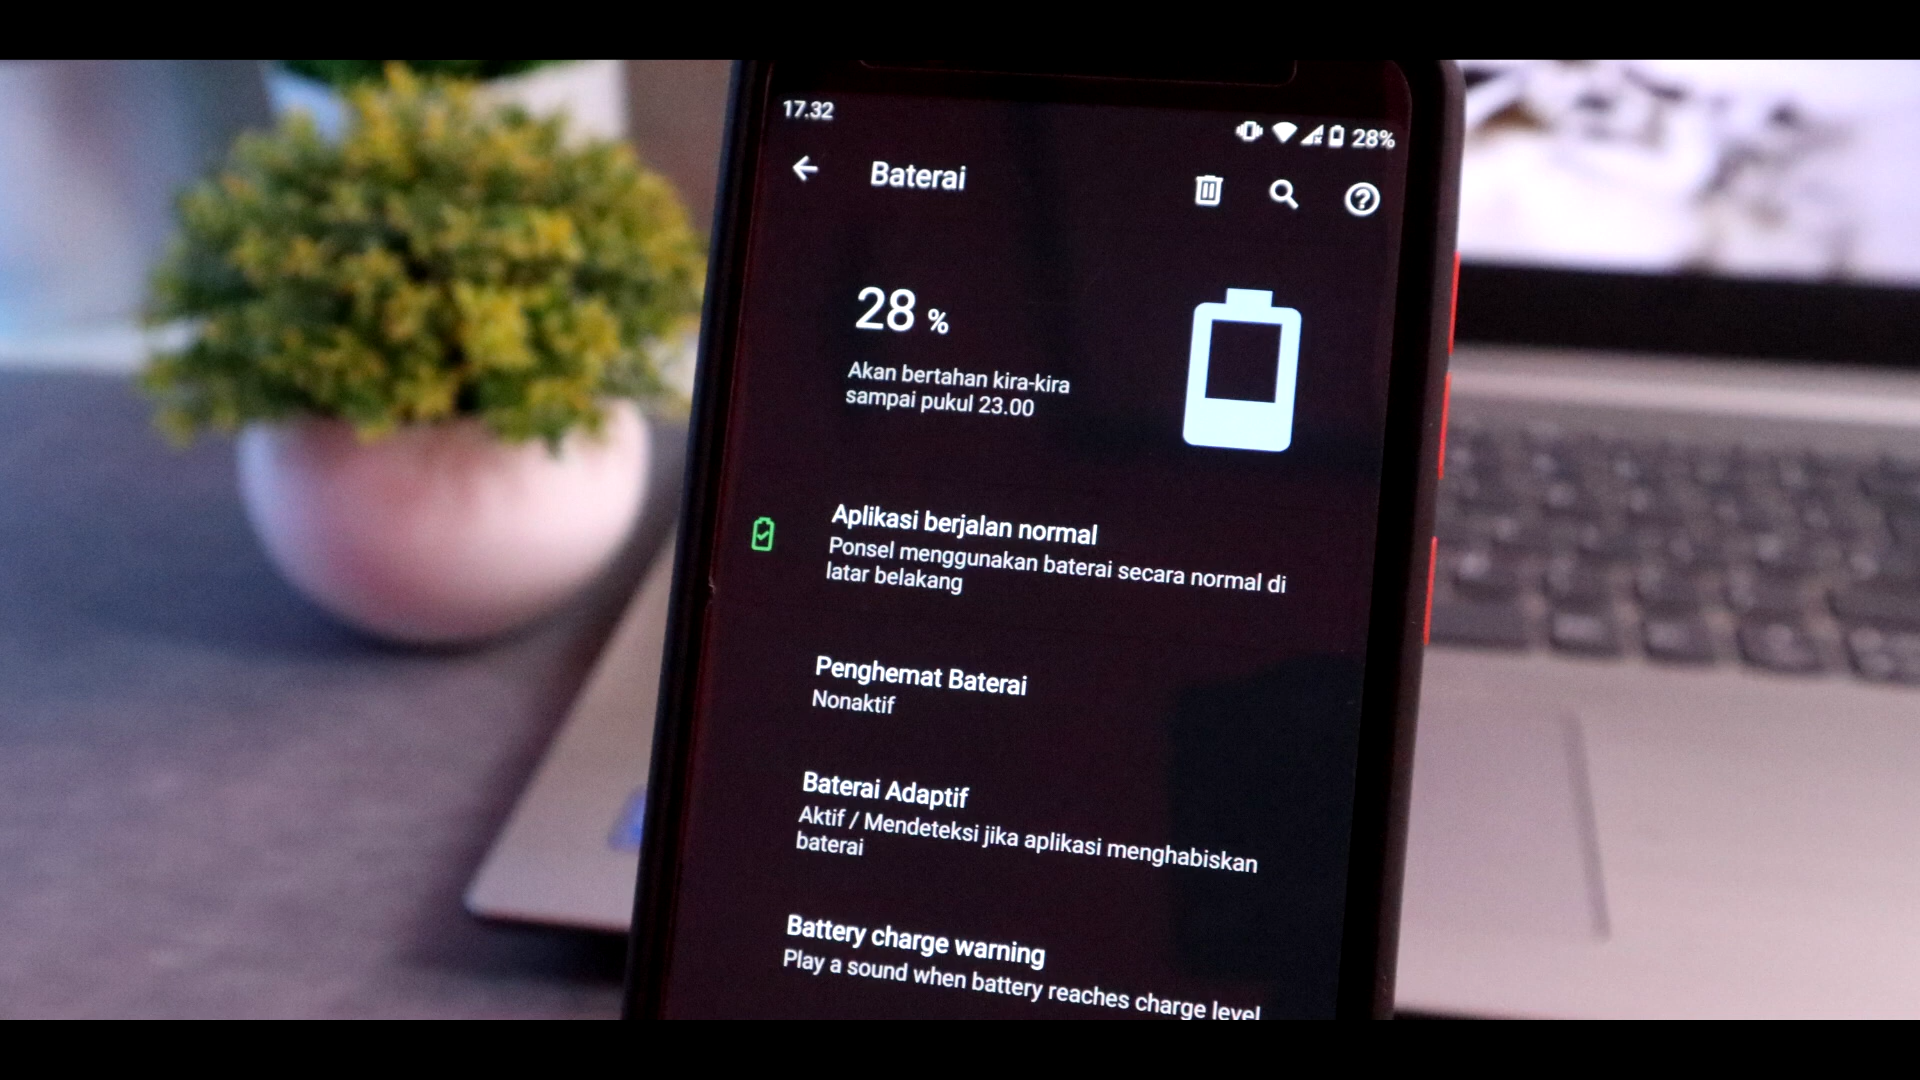 17.32
28%
Baterai
28 %
Akan bertahan kira-kira
sampai pukul 23.00
Aplikasi berjalan normal
Ponsel menggunakan baterai secara normal di
latar belakang
Penghemat Baterai
Nonaktif
Baterai Adaptif
Aktif / Mendeteksi jika aplikasi menghabiskan
baterai
Battery charge warning
Play a sound when battery reaches charge level